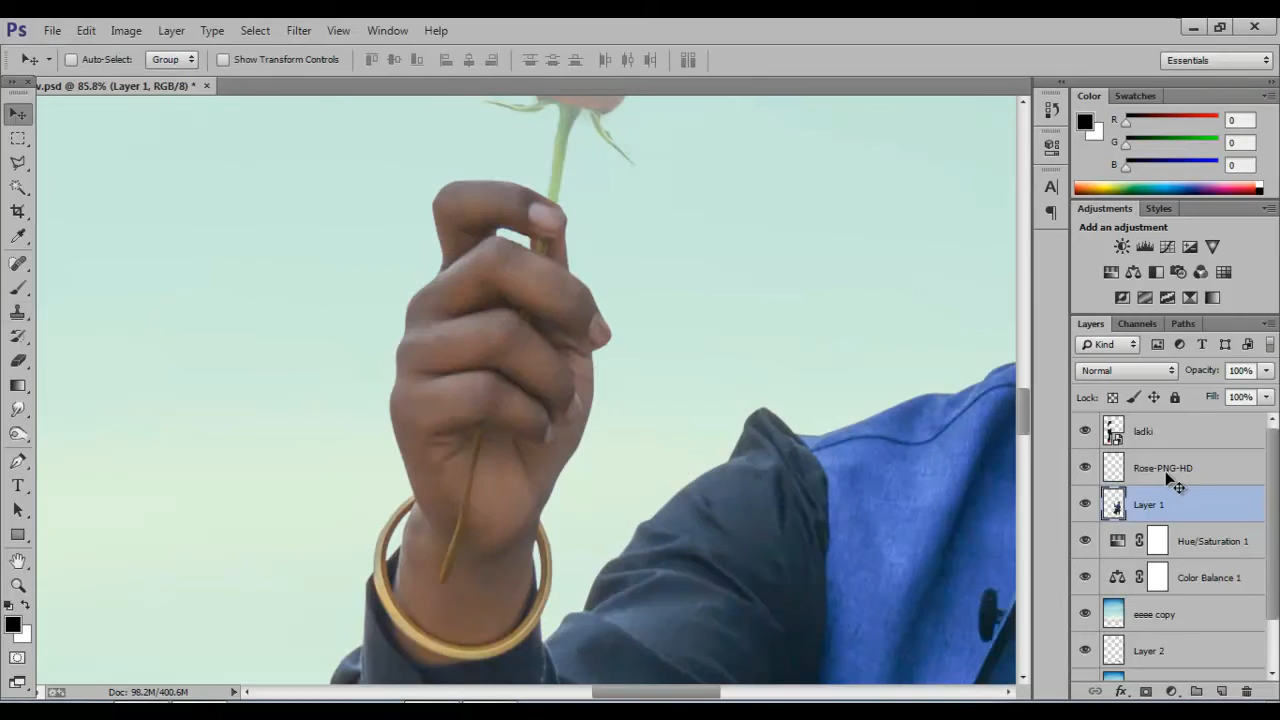 Ps File Edit Image Layer Type Select Filter View Window Help
Auto-Select: Group Show Transform Controls Essentials
v.psd @ 85.8% (Layer 1, RGB/8) * ×
Color Swatches
R 0
G 0
B 0
Adjustments Styles
Add an adjustment
Layers Channels Paths
Kind
Normal Opacity: 100%
Lock: Fill: 100%
ladki
Rose-PNG-HD
Layer 1
Hue/Saturation 1
Color Balance 1
eeee copy
Layer 2
Doc: 98.2M/400.6M